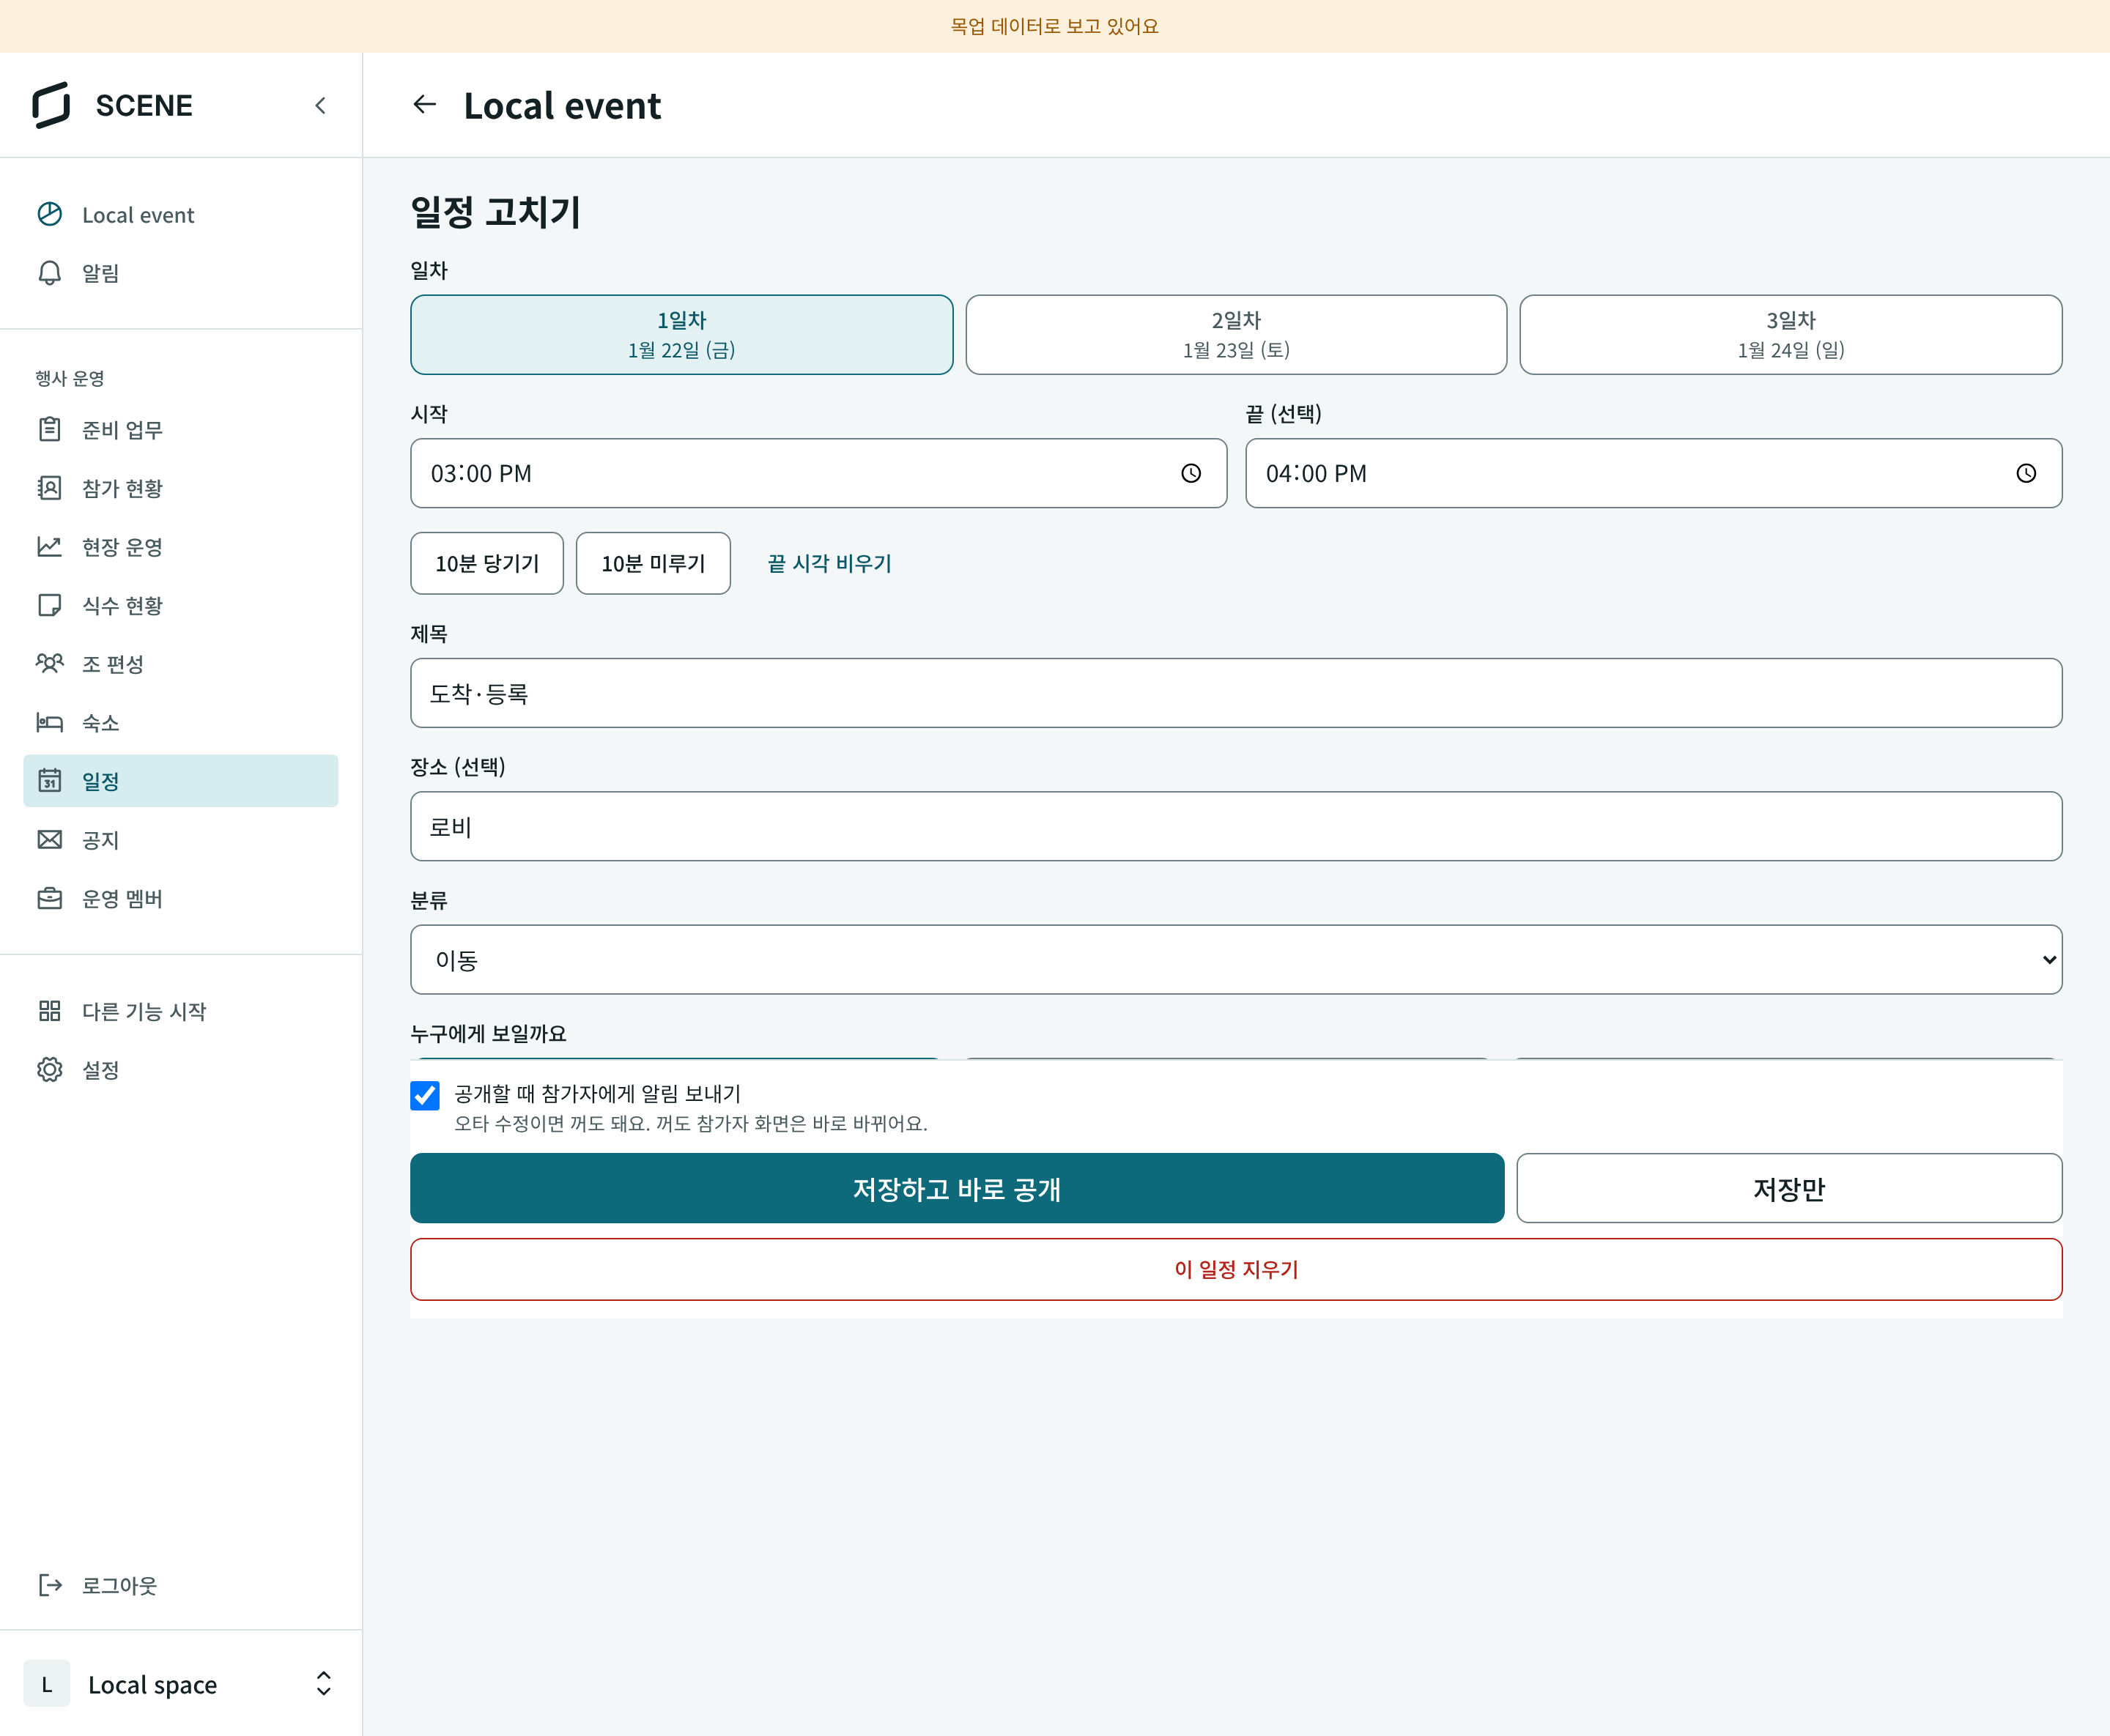 목업 데이터로 보고 있어요
SCENE
Local event
알림
행사 운영
준비 업무
참가 현황
현장 운영
식수 현황
조 편성
숙소
31
일정
공지
운영 멤버
다른 기능 시작
설정
로그아웃
L
Local space
Local event
일정 고치기
일차
1일차
1월 22일 (금)
2일차
1월 23일 (토)
3일차
1월 24일 (일)
시작
끝 (선택)
03:00 PM
04:00 PM
10분 당기기
10분 미루기
끝 시각 비우기
제목
도착·등록
장소 (선택)
로비
분류
이동
누구에게 보일까요
공개할 때 참가자에게 알림 보내기
오타 수정이면 꺼도 돼요. 꺼도 참가자 화면은 바로 바뀌어요.
저장하고 바로 공개
저장만
이 일정 지우기